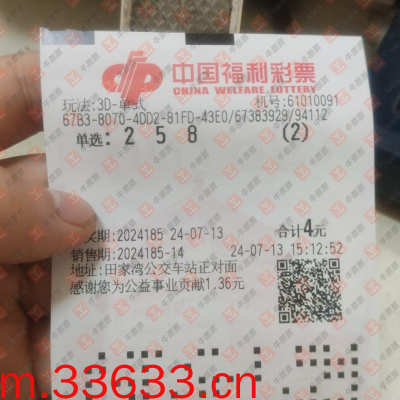 中国福利彩票
CHINA WELFARE LOTTERY
玩法:3D-单式 机号:61010091
67B3-8070-4DD2-81FD-43E0/67383929/94112
单选: 2 5 8 (2)
奖期:2024185 24-07-13 合计4元
销售期:2024185-14 24-07-13 15:12:52
地址:田家湾公交车站正对面
感谢您为公益事业贡献1.36元
m.33633.cn